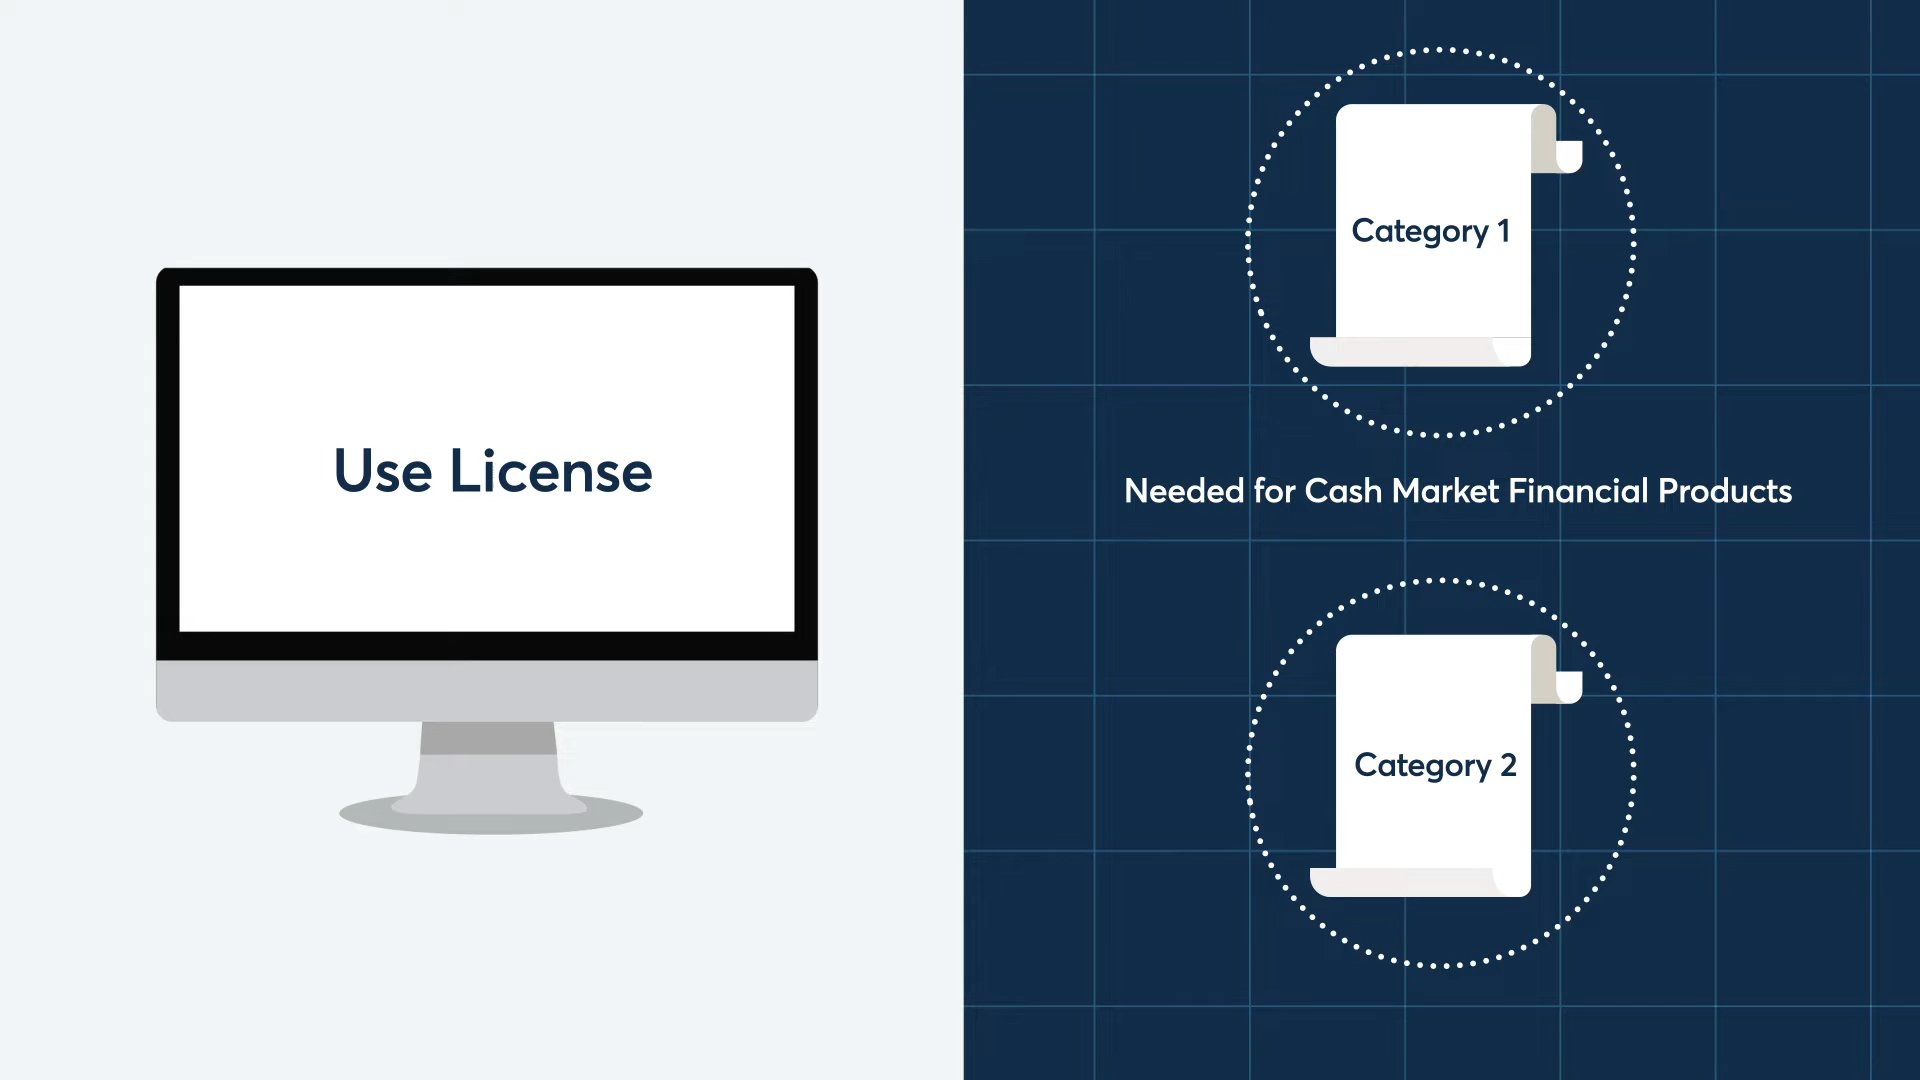 Use License
Category 1
Needed for Cash Market Financial Products
Category 2